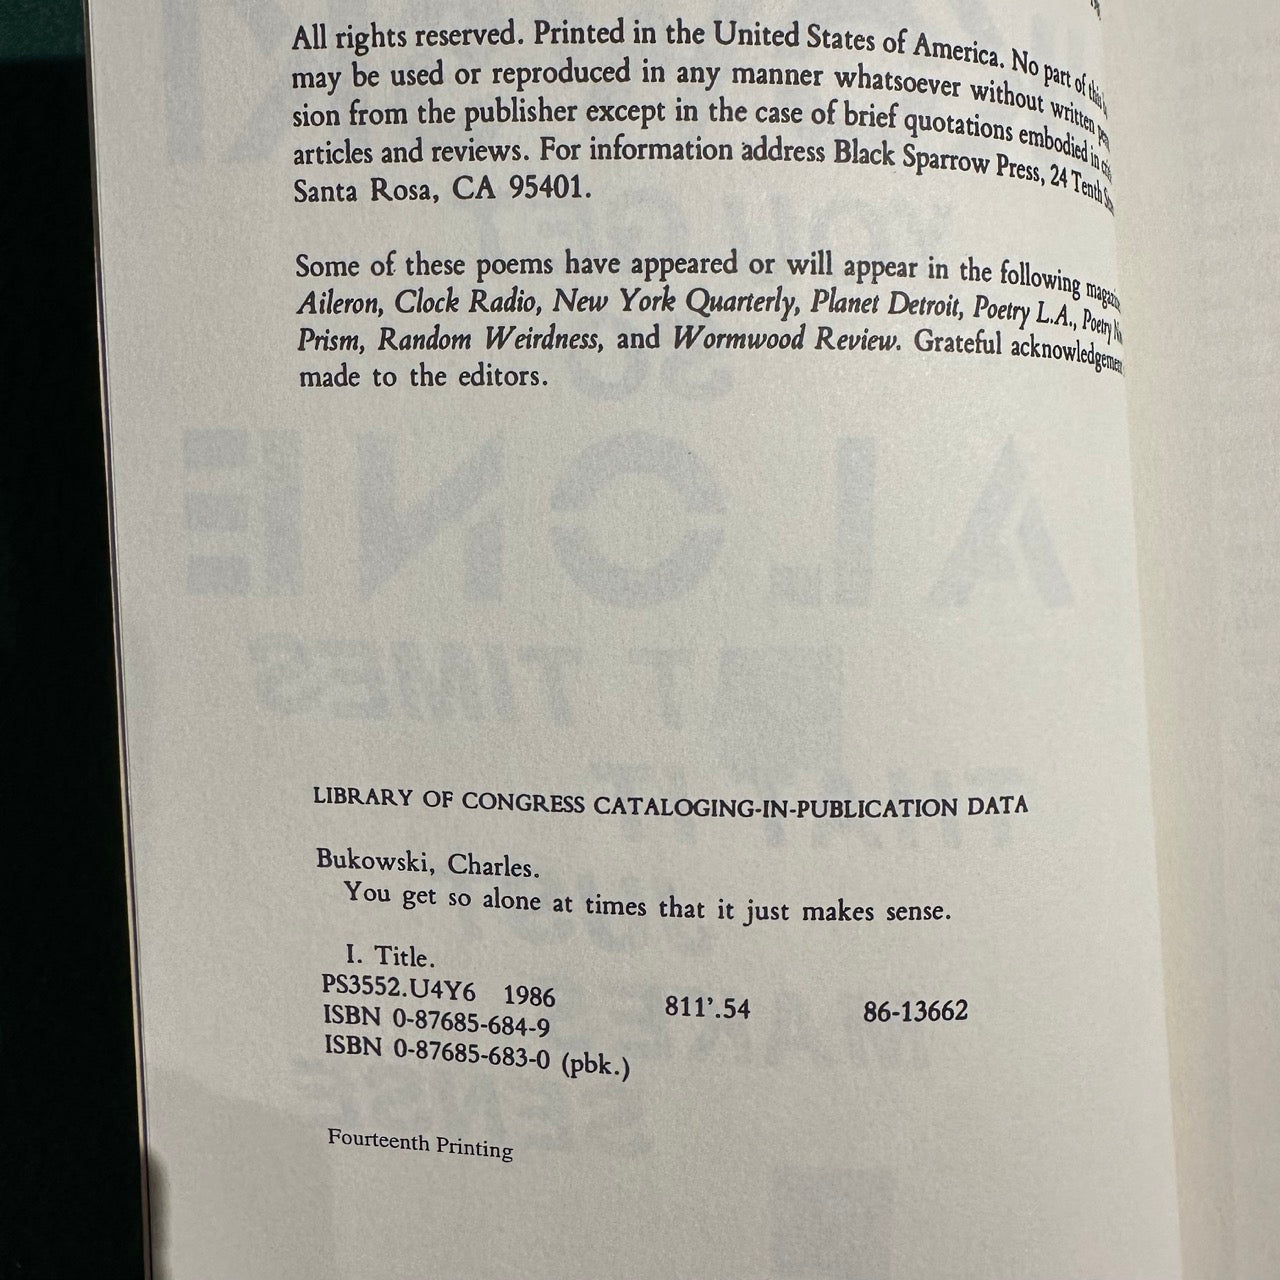 All rights reserved. Printed in the United States of America. No part of this
may be used or reproduced in any manner whatsoever without written
sion from the publisher except in the case of brief quotations embodied in
articles and reviews. For information address Black Sparrow Press, 24 Tenth
Santa Rosa, CA 95401.
Some of these poems have appeared or will appear in the following
Aileron, Clock Radio, New York Quarterly, Planet Detroit, Poetry L.A., Poetry
Prism, Random Weirdness, and Wormwood Review. Grateful acknowledgement
made to the editors.
LIBRARY OF CONGRESS CATALOGING-IN-PUBLICATION DATA
Bukowski, Charles.
You get so alone at times that it just makes sense.
I. Title.
PS3552.U4Y6 1986 811’.54 86-13662
ISBN 0-87685-684-9
ISBN 0-87685-683-0 (pbk.)
Fourteenth Printing